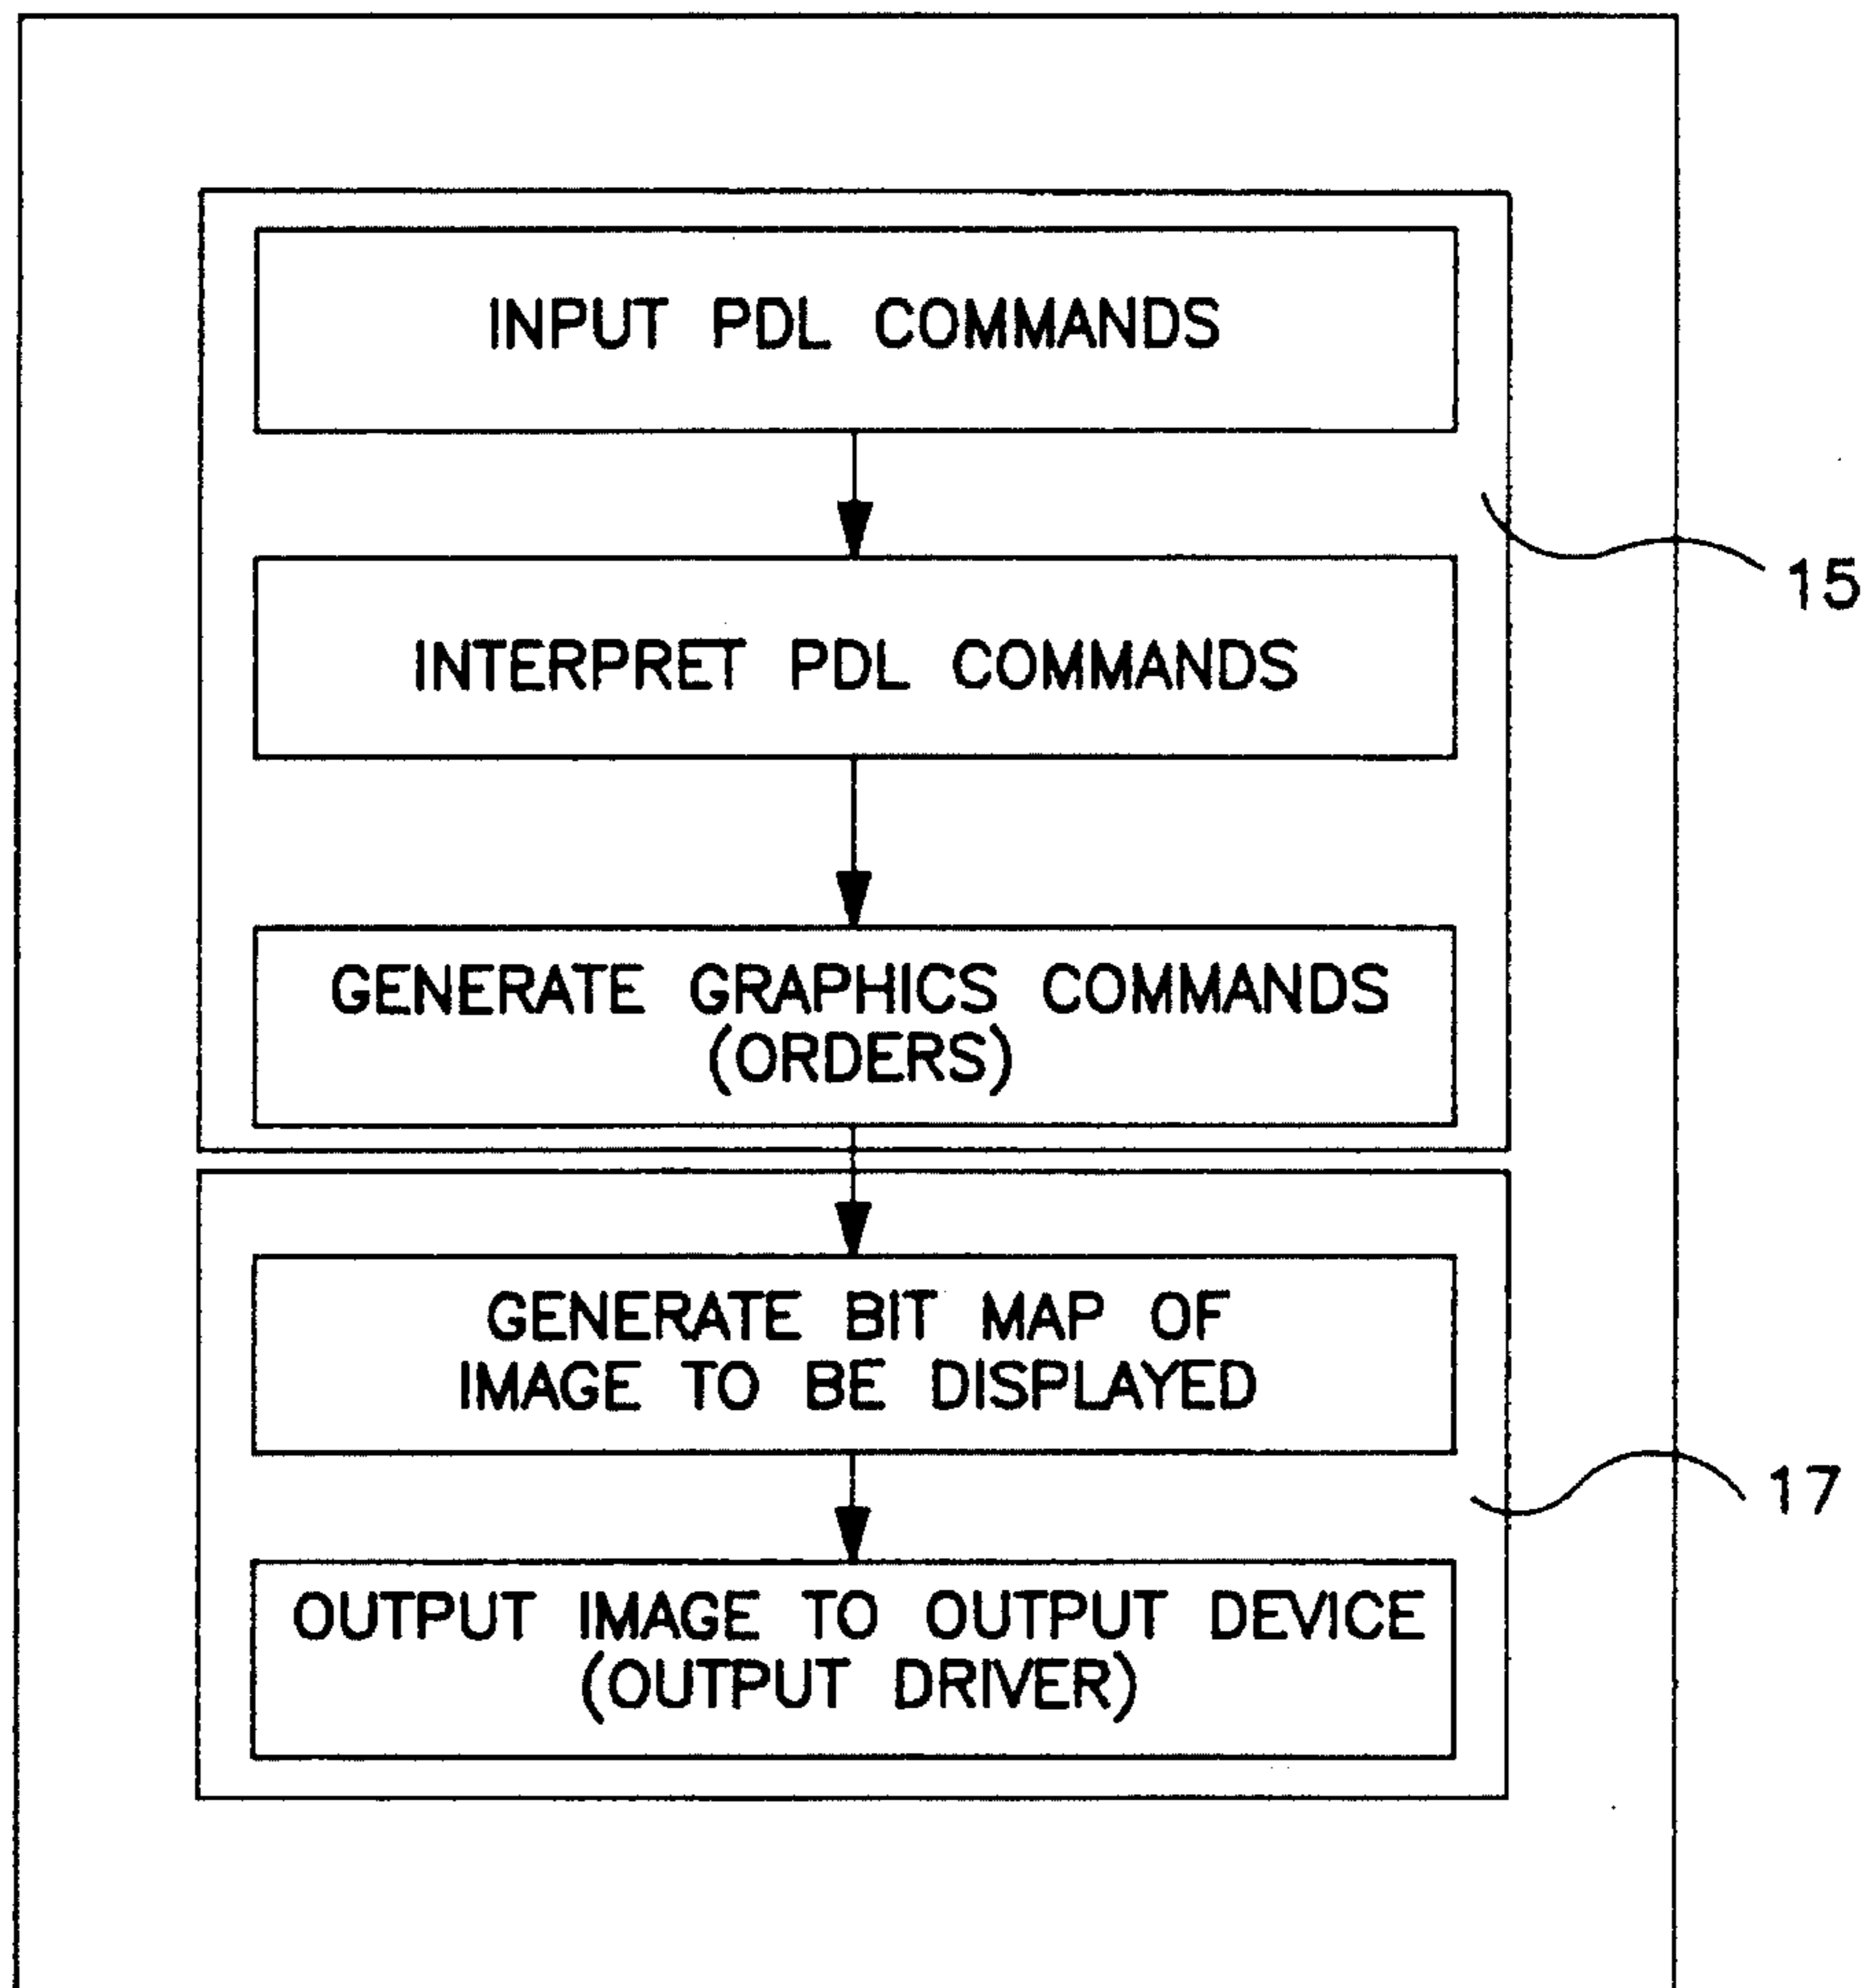 INPUT PDL COMMANDS
INTERPRET PDL COMMANDS
15
GENERATE GRAPHICS COMMANDS
(ORDERS)
GENERATE BIT MAP OF
IMAGE TO BE DISPLAYED
17
OUTPUT IMAGE TO OUTPUT DEVICE
(OUTPUT DRIVER)